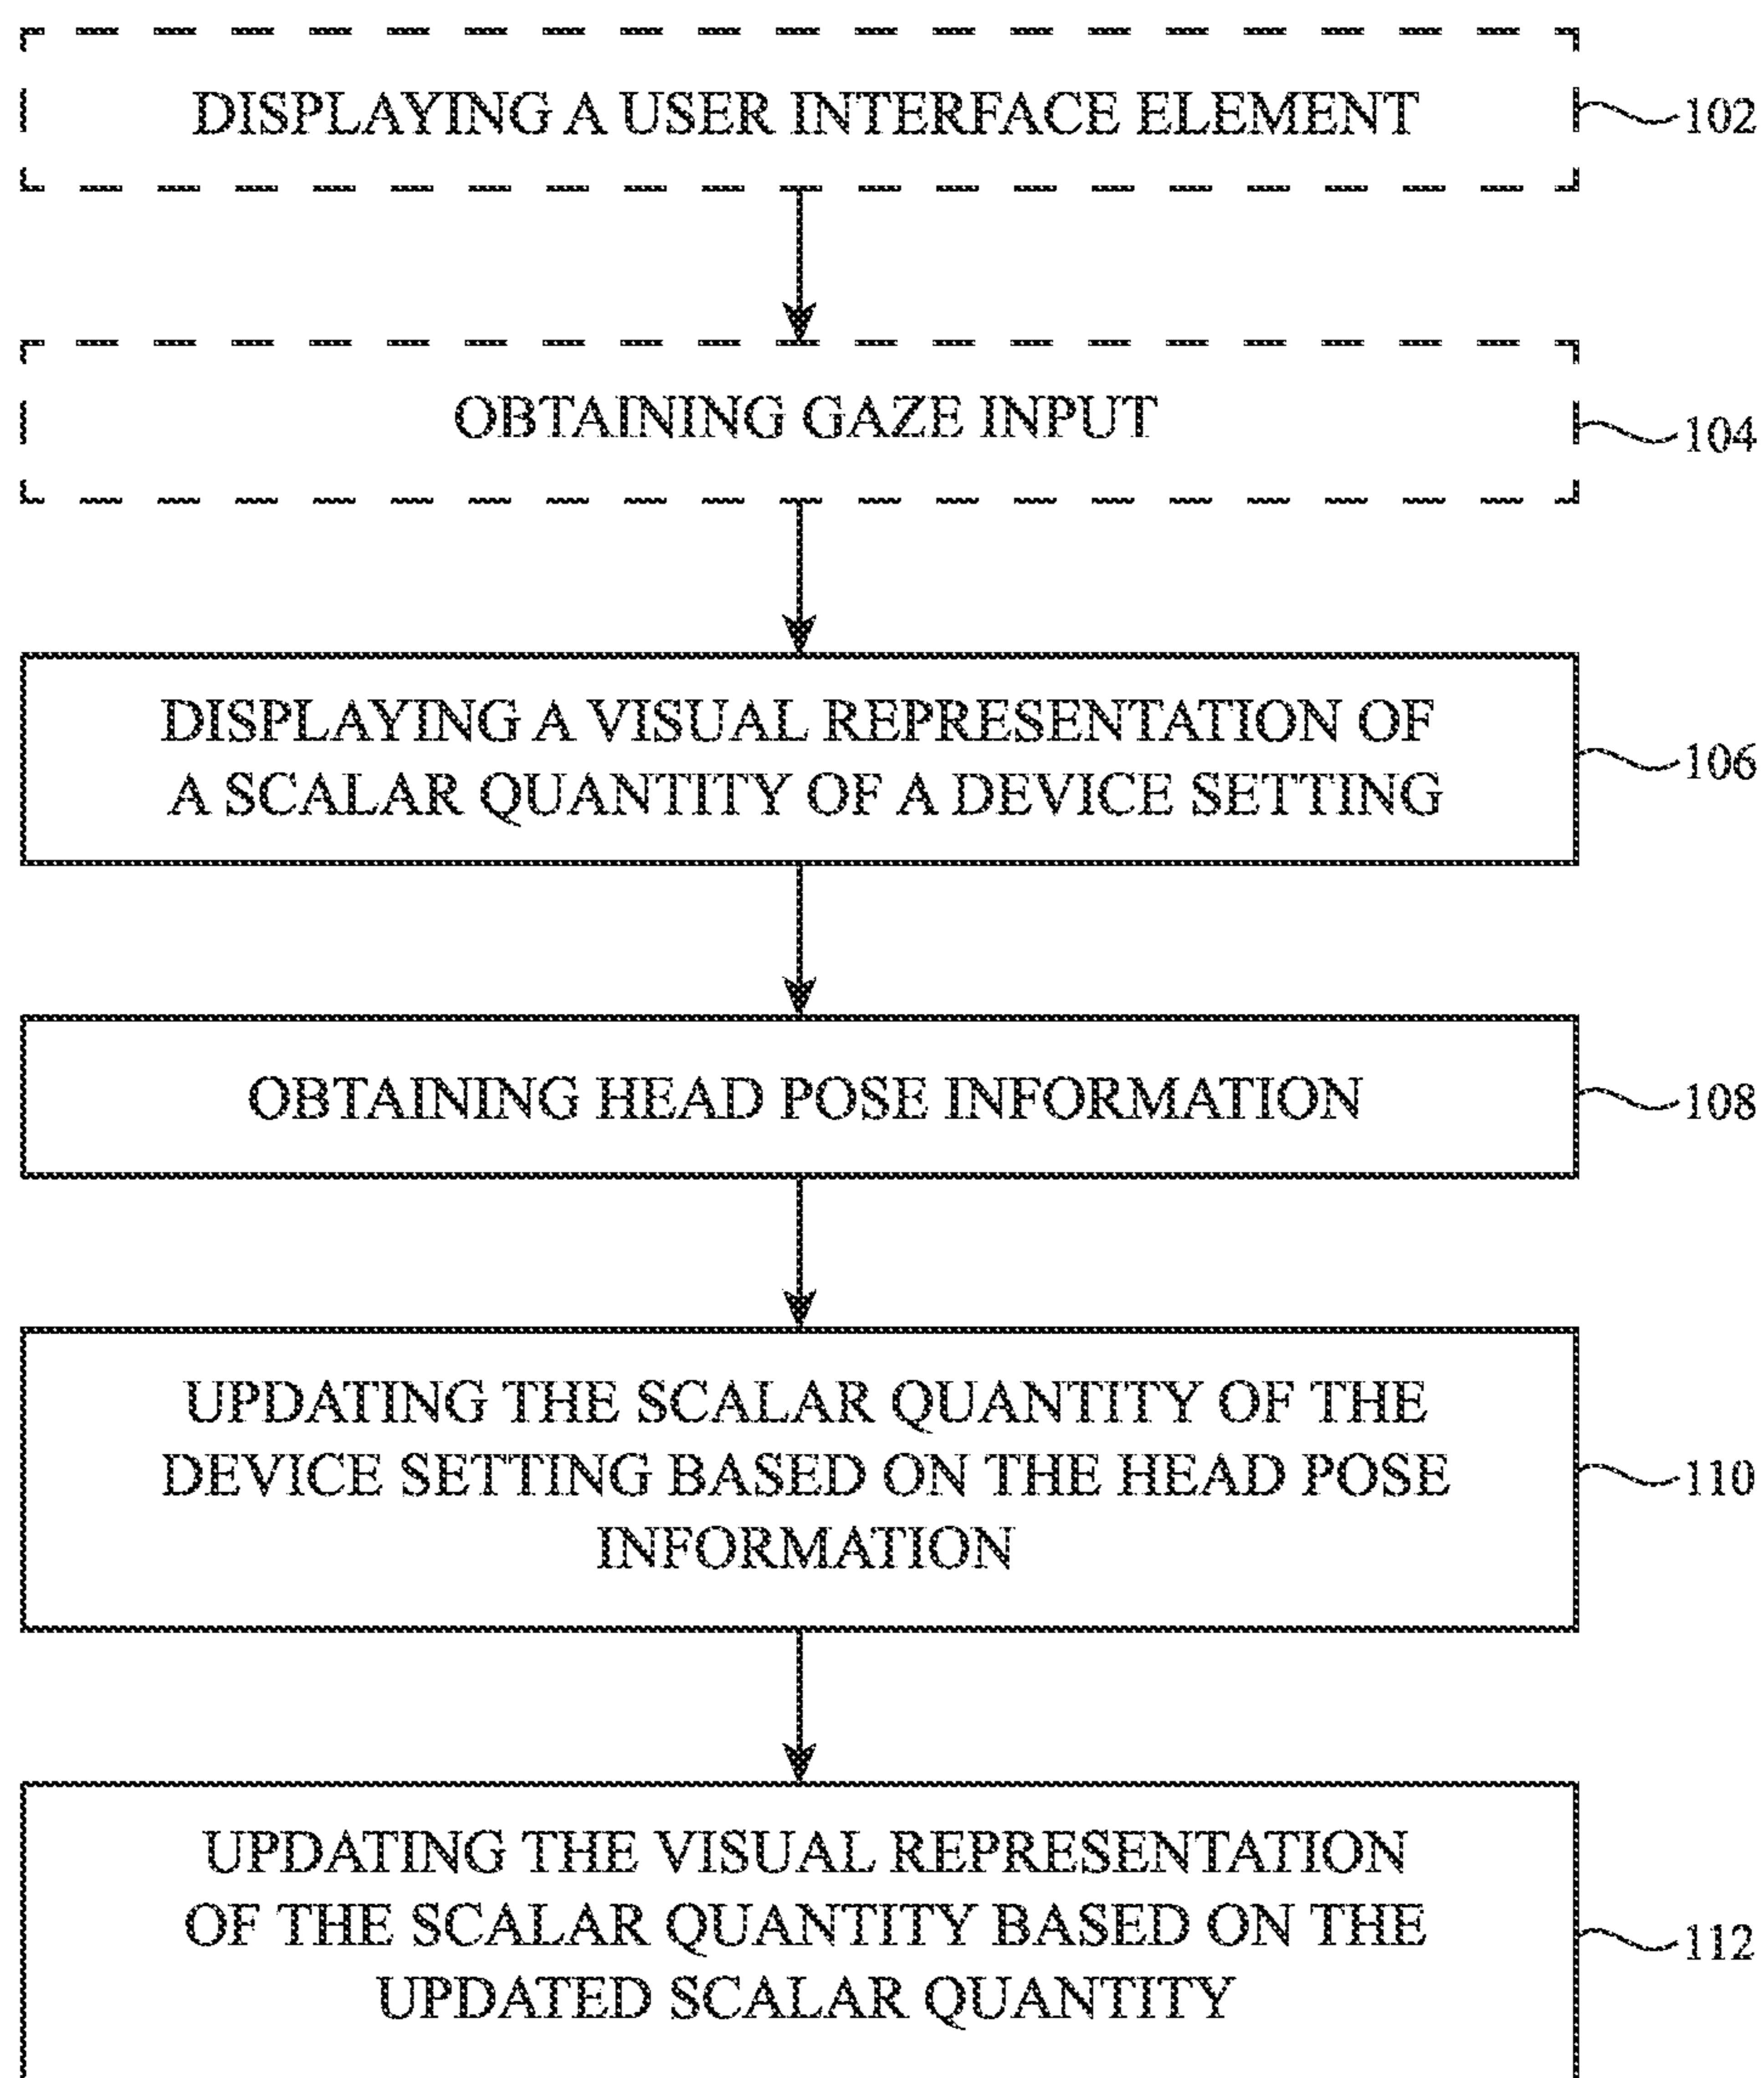 DISPLAYING A USER INTERFACE ELEMENT
102
OBTAINING GAZE INPUT
104
DISPLAYING A VISUAL REPRESENTATION OF
A SCALAR QUANTITY OF A DEVICE SETTING
106
OBTAINING HEAD POSE INFORMATION
108
UPDATING THE SCALAR QUANTITY OF THE
DEVICE SETTING BASED ON THE HEAD POSE
INFORMATION
110
UPDATING THE VISUAL REPRESENTATION
OF THE SCALAR QUANTITY BASED ON THE
UPDATED SCALAR QUANTITY
112